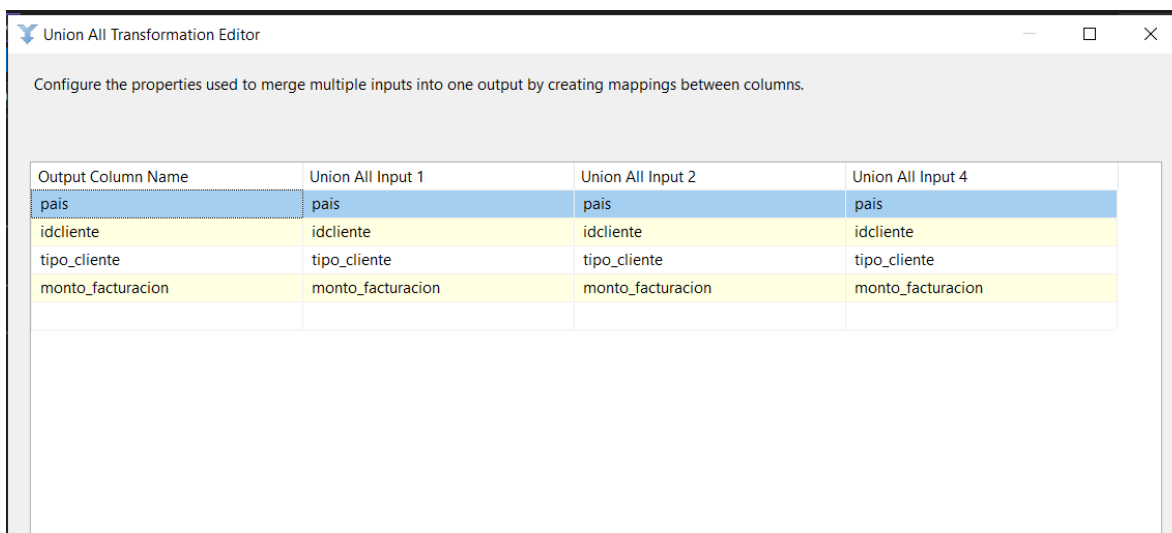 Union All Transformation Editor
Configure the properties used to merge multiple inputs into one output by creating mappings between columns.
Output Column Name Union All Input 1 Union All Input 2 Union All Input 4
pais pais pais pais
idcliente idcliente idcliente idcliente
tipo_cliente tipo_cliente tipo_cliente tipo_cliente
monto_facturacion monto_facturacion monto_facturacion monto_facturacion